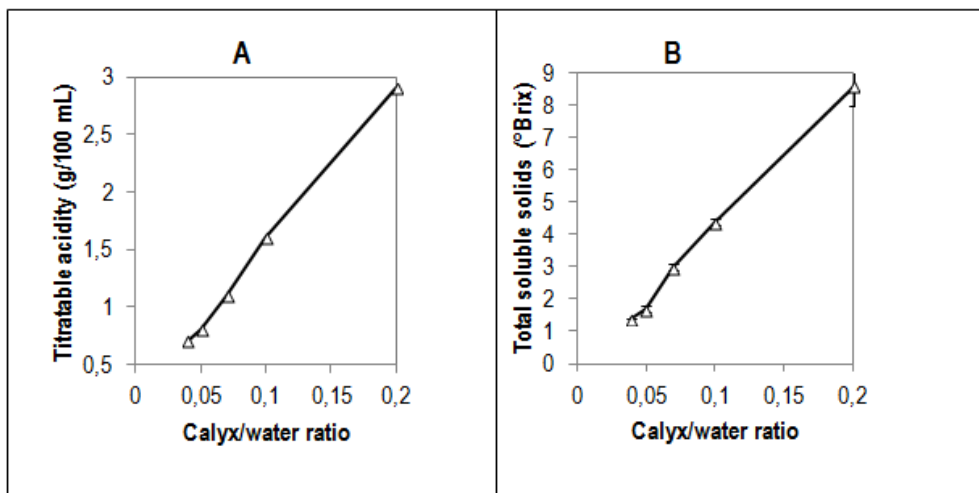 A
Titratable acidity (g/100 mL)
3
2,5
2
1,5
1
0,5
0 0,05 0,1 0,15 0,2
Calyx/water ratio
B
Total soluble solids (°Brix)
9
8
7
6
5
4
3
2
1
0
0 0,05 0,1 0,15 0,2
Calyx/water ratio